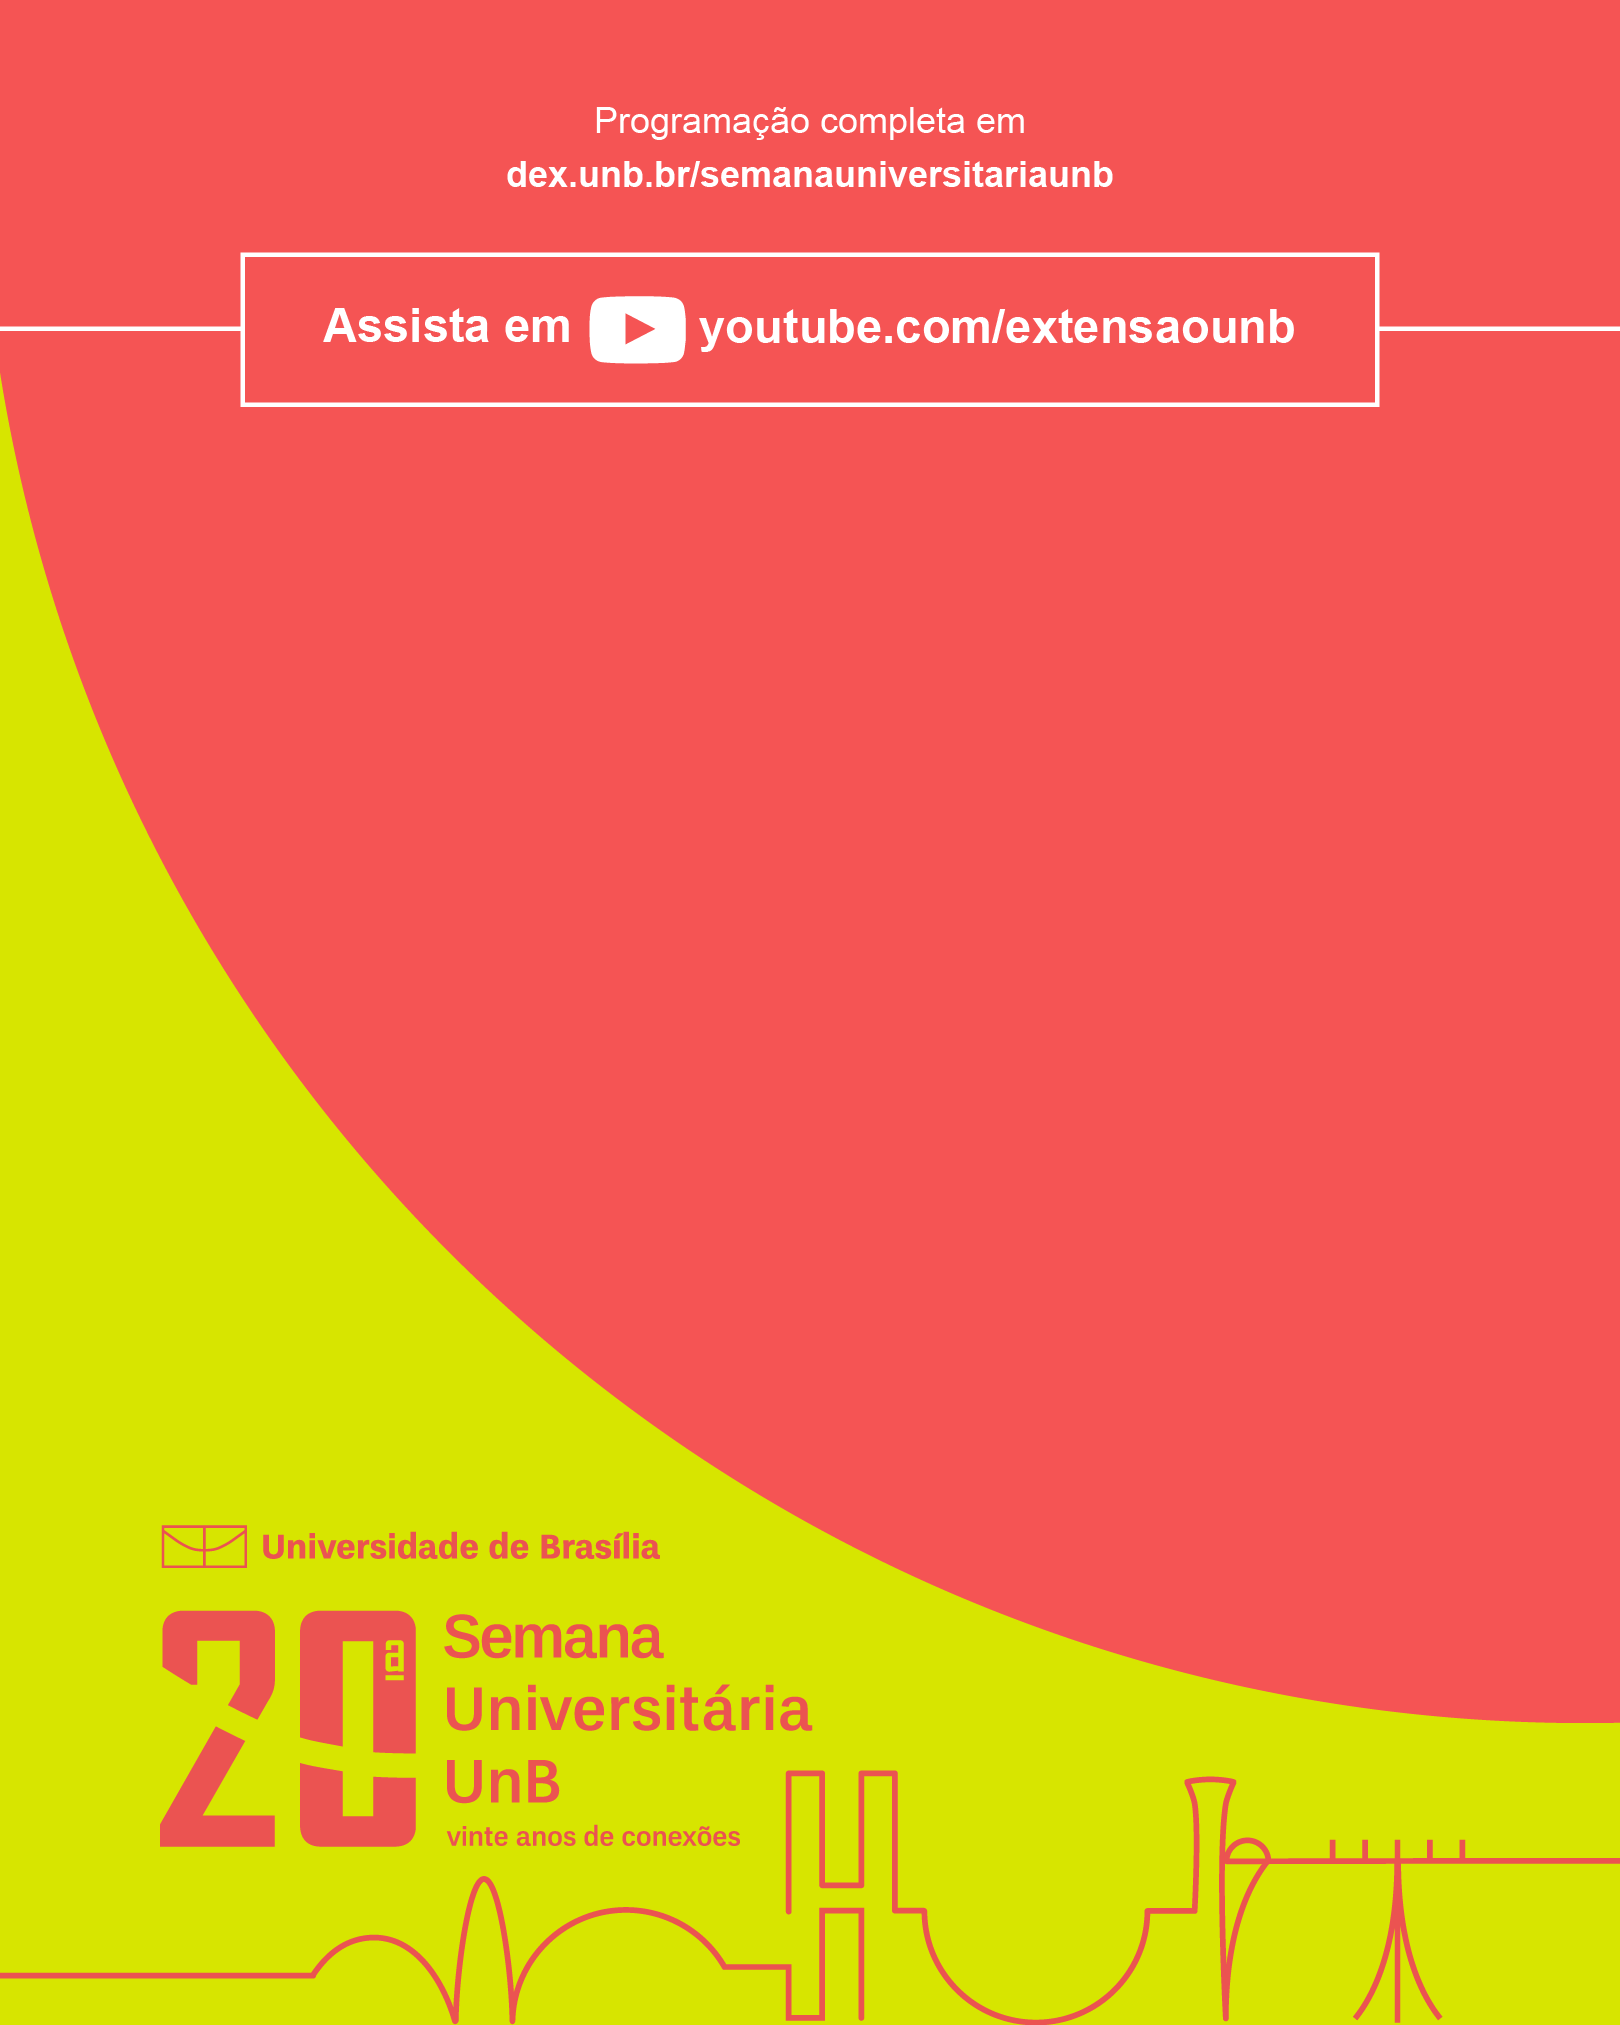 Programação completa em
dex.unb.br/semanauniversitariaunb
Assista em youtube.com/extensaounb
Universidade de Brasília
20ª
Semana
Universitária
UnB
vinte anos de conexões